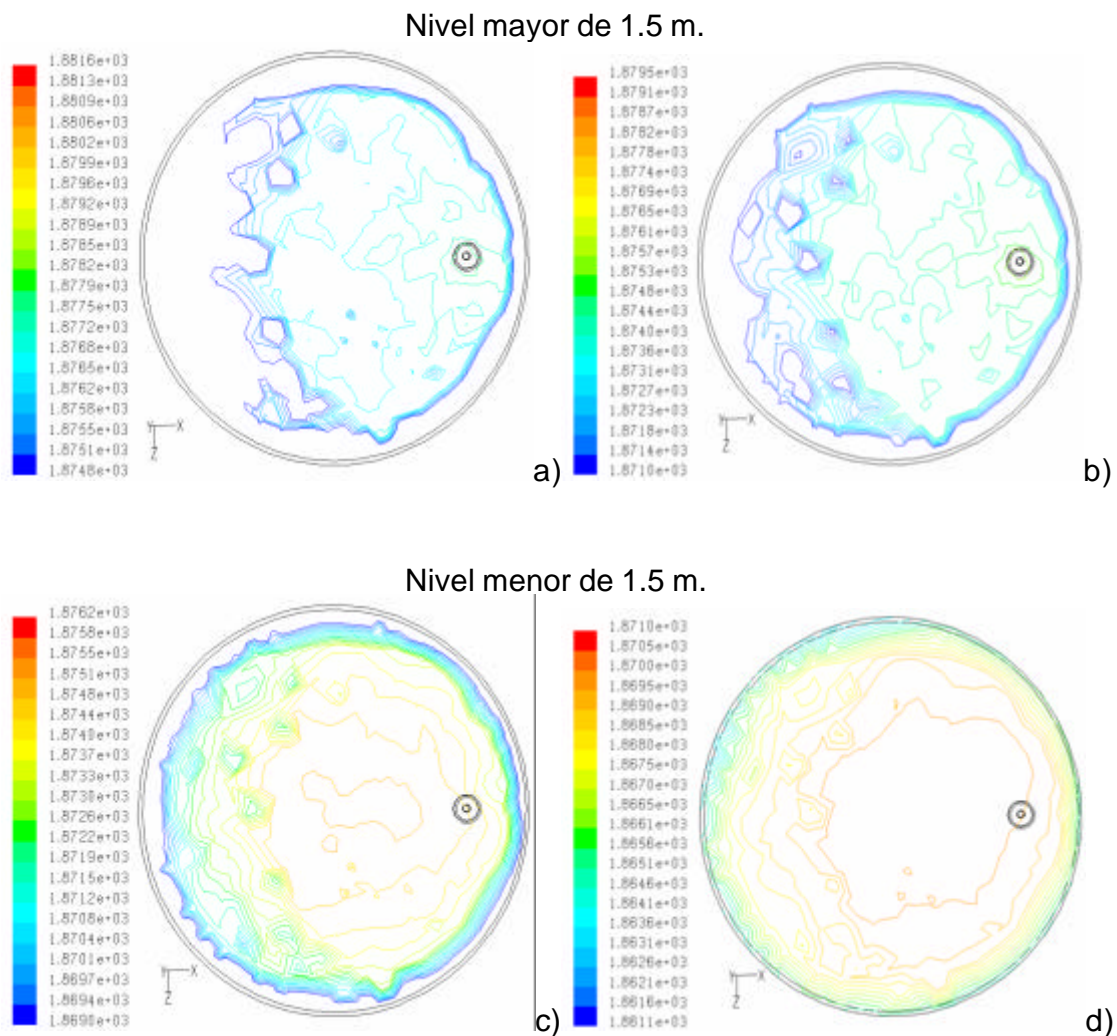 Nivel mayor de 1.5 m.
1.8816e+03
1.8813e+03
1.8809e+03
1.8806e+03
1.8802e+03
1.8799e+03
1.8796e+03
1.8792e+03
1.8789e+03
1.8785e+03
1.8782e+03
1.8779e+03
1.8775e+03
1.8772e+03
1.8768e+03
1.8765e+03
1.8762e+03
1.8758e+03
1.8755e+03
1.8751e+03
1.8748e+03
Y X
Z
a)
1.8795e+03
1.8791e+03
1.8787e+03
1.8782e+03
1.8778e+03
1.8774e+03
1.8769e+03
1.8765e+03
1.8761e+03
1.8757e+03
1.8753e+03
1.8748e+03
1.8744e+03
1.8740e+03
1.8736e+03
1.8731e+03
1.8727e+03
1.8723e+03
1.8718e+03
1.8714e+03
1.8710e+03
Y X
Z
b)
Nivel menor de 1.5 m.
1.8762e+03
1.8758e+03
1.8755e+03
1.8751e+03
1.8748e+03
1.8744e+03
1.8740e+03
1.8737e+03
1.8733e+03
1.8730e+03
1.8726e+03
1.8722e+03
1.8719e+03
1.8715e+03
1.8712e+03
1.8708e+03
1.8704e+03
1.8701e+03
1.8697e+03
1.8694e+03
1.8690e+03
Y X
Z
c)
1.8710e+03
1.8705e+03
1.8700e+03
1.8695e+03
1.8690e+03
1.8685e+03
1.8680e+03
1.8675e+03
1.8670e+03
1.8665e+03
1.8661e+03
1.8656e+03
1.8651e+03
1.8646e+03
1.8641e+03
1.8636e+03
1.8631e+03
1.8626e+03
1.8621e+03
1.8616e+03
1.8611e+03
Y X
Z
d)